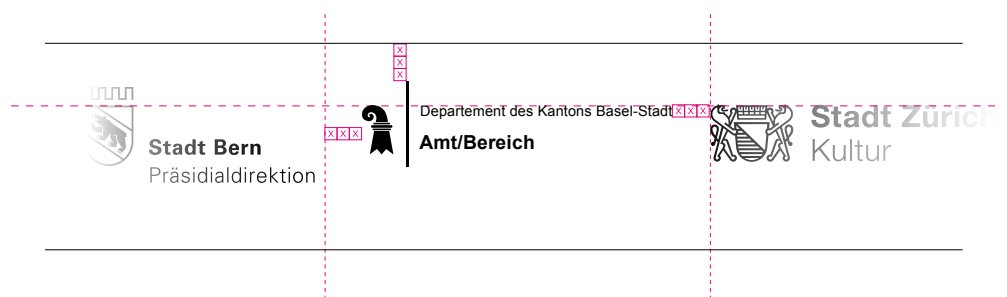 X
X
X
Departement des Kantons Basel-Stadt X X X
Stadt Zürich
X X X
Amt/Bereich
Stadt Bern
Kultur
Präsidialdirektion